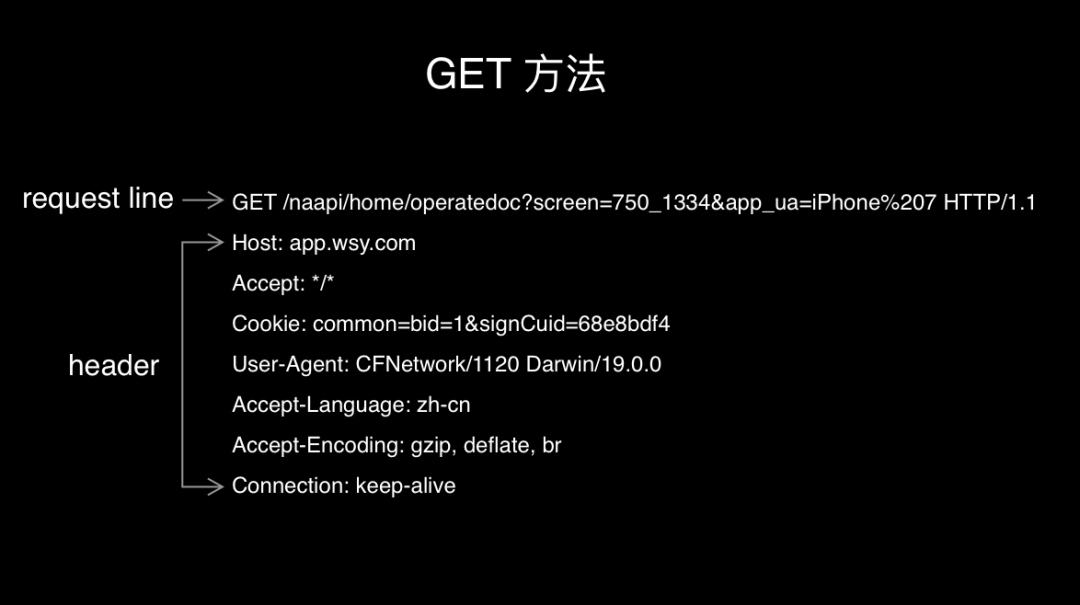 GET 方法
request line
GET /naapi/home/operatedoc?screen=750_1334&app_ua=iPhone%207 HTTP/1.1
Host: app.wsy.com
Accept: */*
Cookie: common=bid=1&signCuid=68e8bdf4
header
User-Agent: CFNetwork/1120 Darwin/19.0.0
Accept-Language: zh-cn
Accept-Encoding: gzip, deflate, br
Connection: keep-alive